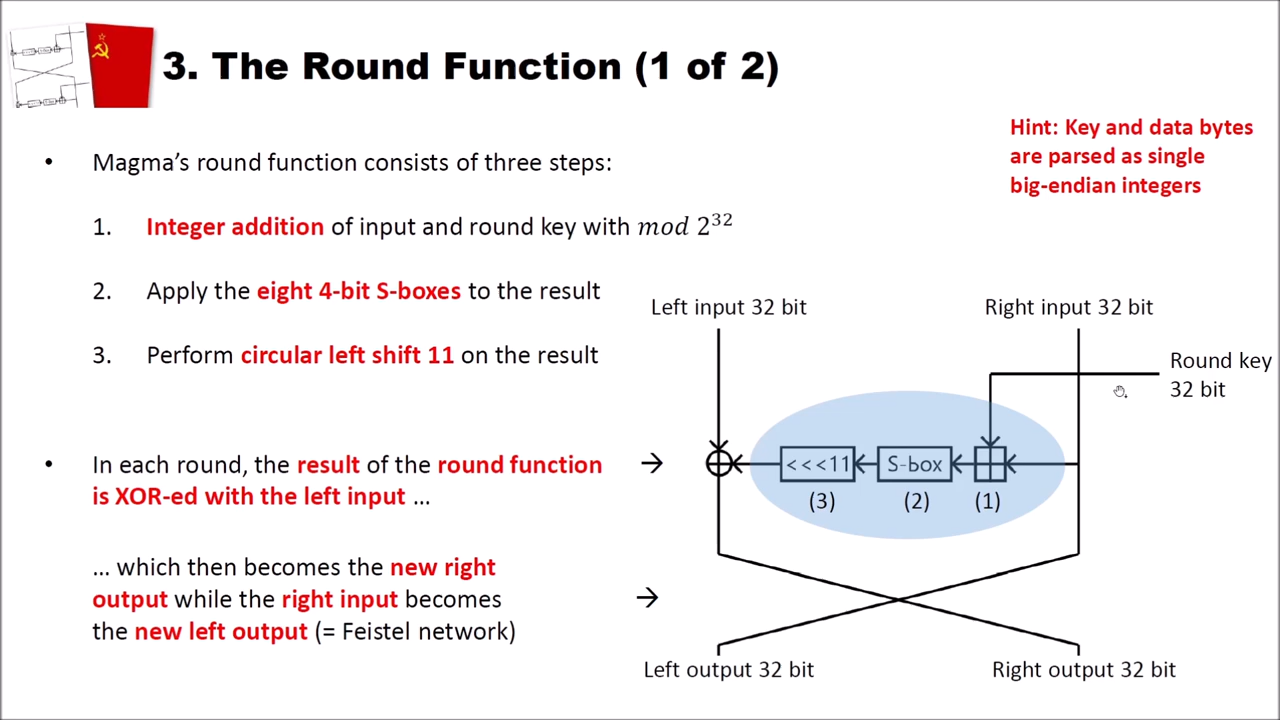 3. The Round Function (1 of 2)
Hint: Key and data bytes
are parsed as single
big-endian integers
• Magma’s round function consists of three steps:
1. Integer addition of input and round key with mod 2³²
2. Apply the eight 4-bit S-boxes to the result
3. Perform circular left shift 11 on the result
• In each round, the result of the round function →
is XOR-ed with the left input …
… which then becomes the new right
output while the right input becomes →
the new left output (= Feistel network)
Left input 32 bit
Right input 32 bit
Round key
32 bit
<<<11
S-box
(3)
(2)
(1)
Left output 32 bit
Right output 32 bit